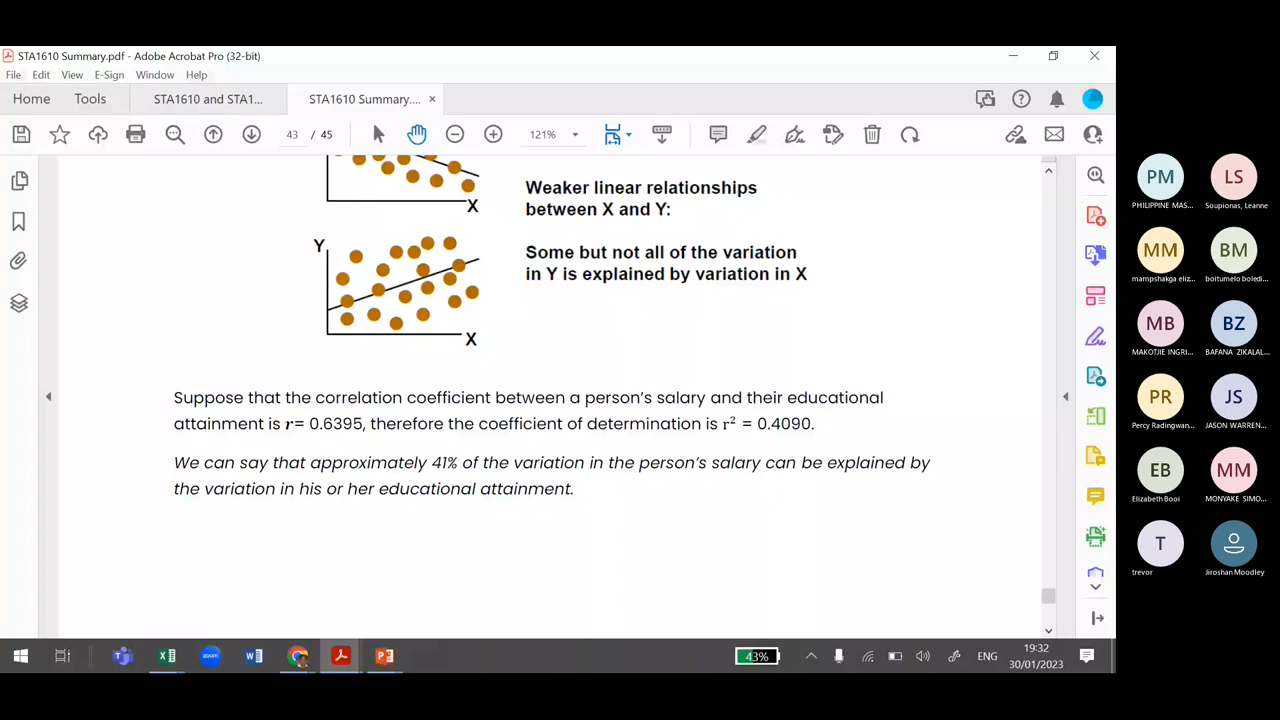 STA1610 Summary.pdf - Adobe Acrobat Pro (32-bit)
File Edit View E-Sign Window Help
Home Tools STA1610 and STA1... STA1610 Summary.... ×
43 / 45 121%
X
Weaker linear relationships
between X and Y:
Y
Some but not all of the variation
in Y is explained by variation in X
X
Suppose that the correlation coefficient between a person's salary and their educational
attainment is r= 0.6395, therefore the coefficient of determination is r² = 0.4090.
We can say that approximately 41% of the variation in the person's salary can be explained by
the variation in his or her educational attainment.
PM LS
PHILIPPINE MAS... Soupionas, Leanne
MM BM
mampshakga eliz... boitumelo boledi...
MB BZ
MAKOTJIE INGRI... BAFANA ZIKALAL...
PR JS
Percy Radingwan... JASON WARREN...
EB MM
Elizabeth Booi MONYAKE SIMO...
T
trevor Jiroshan Moodley
zoom
43% ENG 19:32
30/01/2023